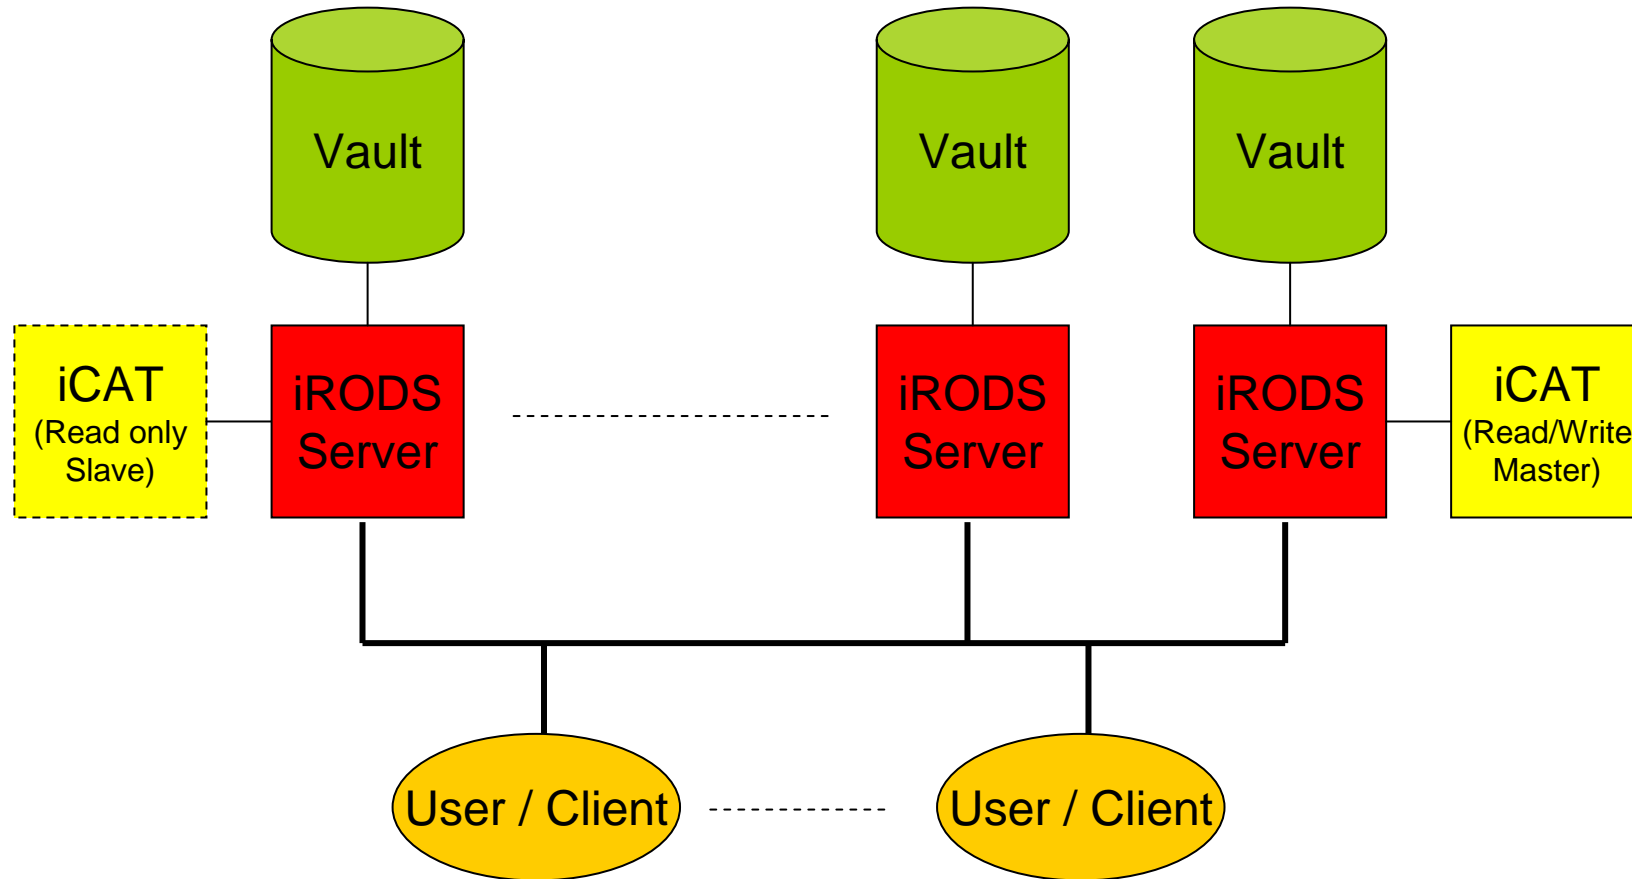 Vault
Vault
Vault
iCAT
(Read only
Slave)
iRODS
Server
iRODS
Server
iRODS
Server
iCAT
(Read/Write
Master)
User / Client
User / Client